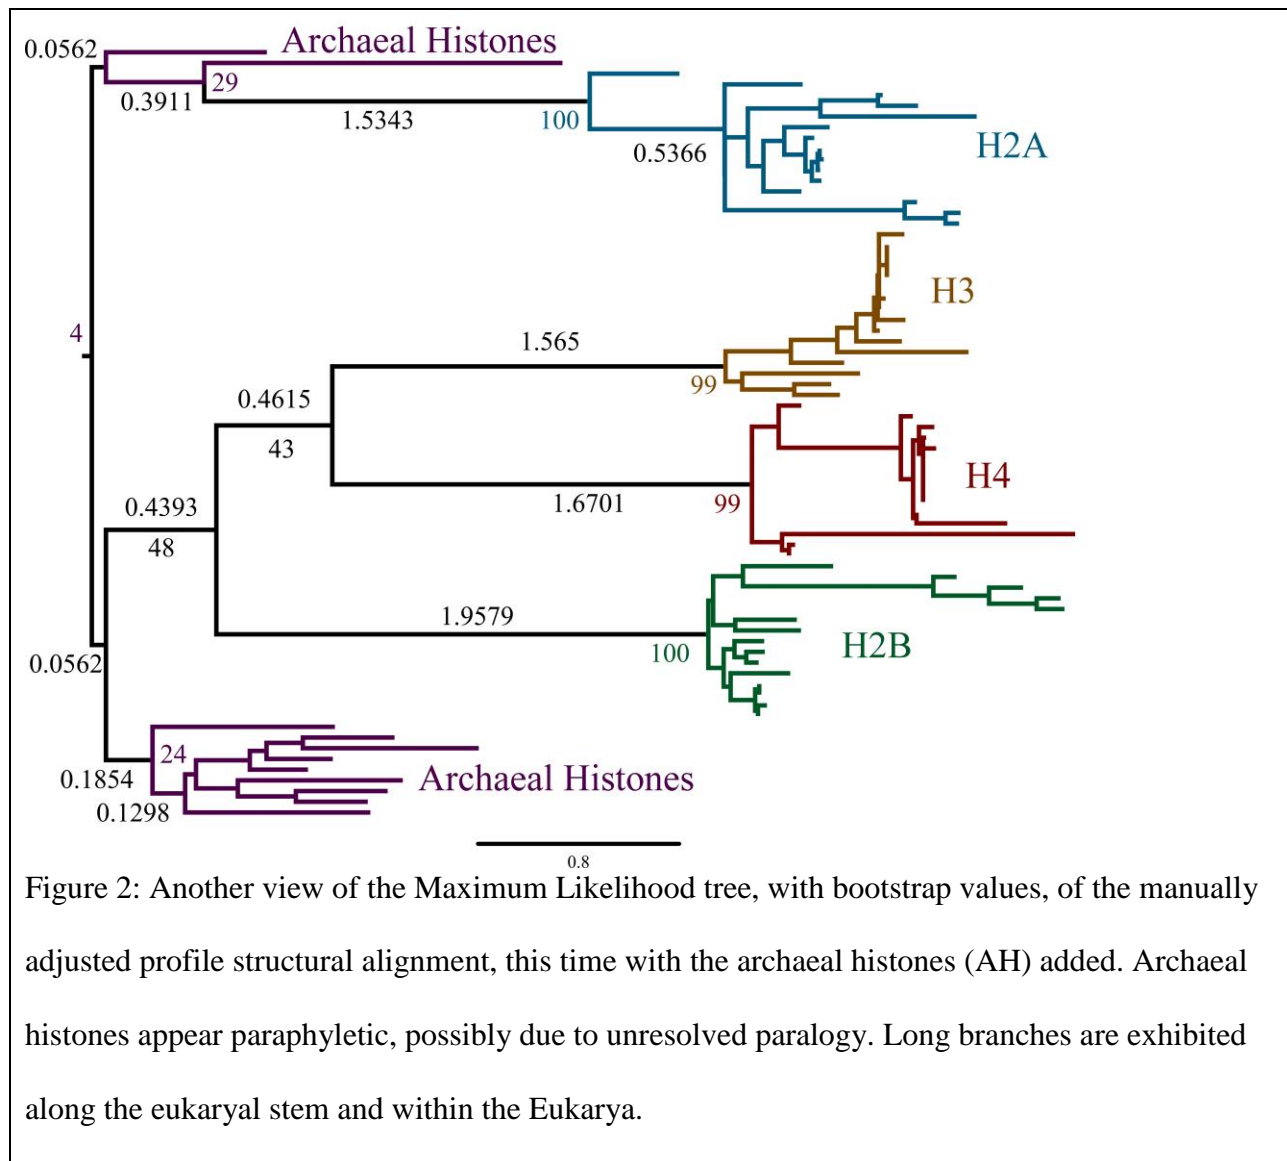 0.0562
Archaeal Histones
29
0.3911
1.5343
100
0.5366
H2A
H3
4
1.565
99
0.4615
43
H4
0.4393
48
1.6701
99
1.9579
100
H2B
0.0562
24
0.1854
Archaeal Histones
0.1298
0.8
Figure 2: Another view of the Maximum Likelihood tree, with bootstrap values, of the manually
adjusted profile structural alignment, this time with the archaeal histones (AH) added. Archaeal
histones appear paraphyletic, possibly due to unresolved paralogy. Long branches are exhibited
along the eukaryal stem and within the Eukarya.